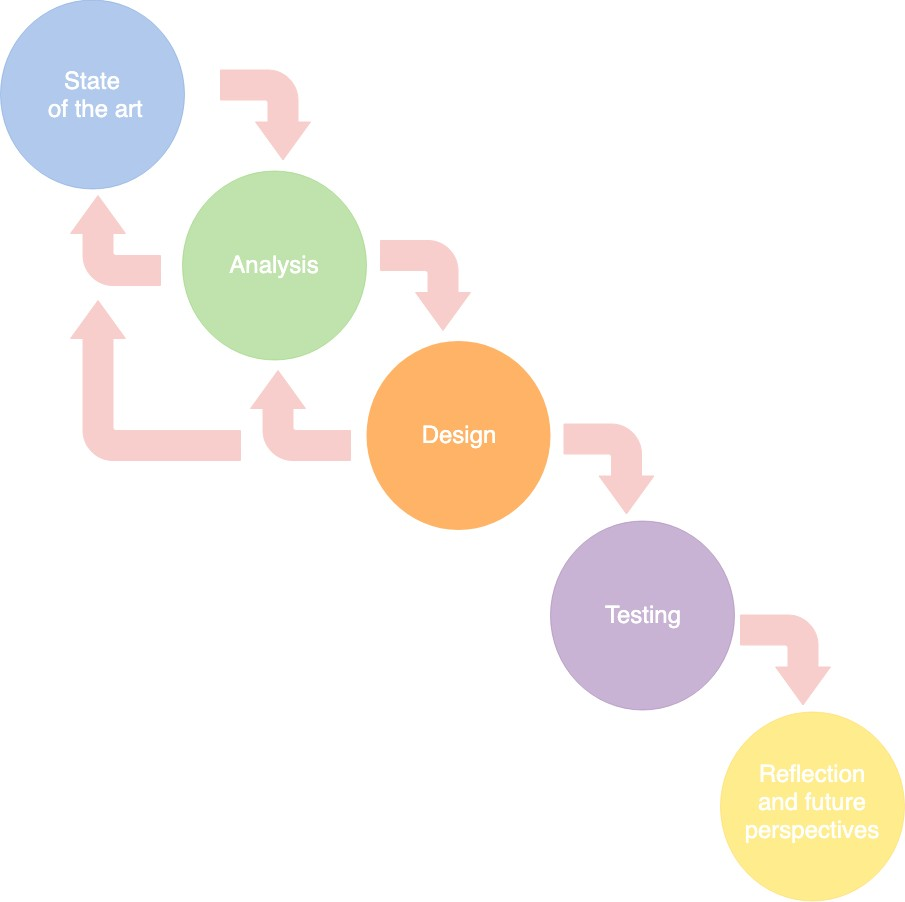 State
of the art
Analysis
Design
Testing
Reflection
and future
perspectives